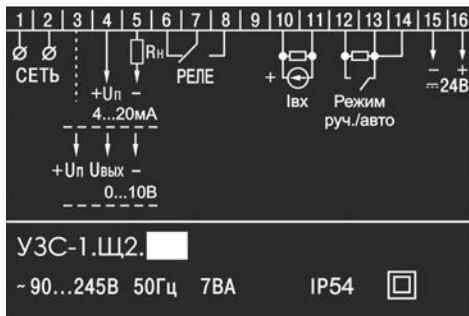 1 2 3 4 5 6 7 8 9 10 11 12 13 14 15 16
СЕТЬ
Rн
РЕЛЕ
+
Iвх
Режим
руч./авто
− +
⎓24В
+Uп −
4...20мА
+Uп Uвых −
0...10В
УЗС-1.Щ2.
~90...245В 50Гц 7ВА IP54